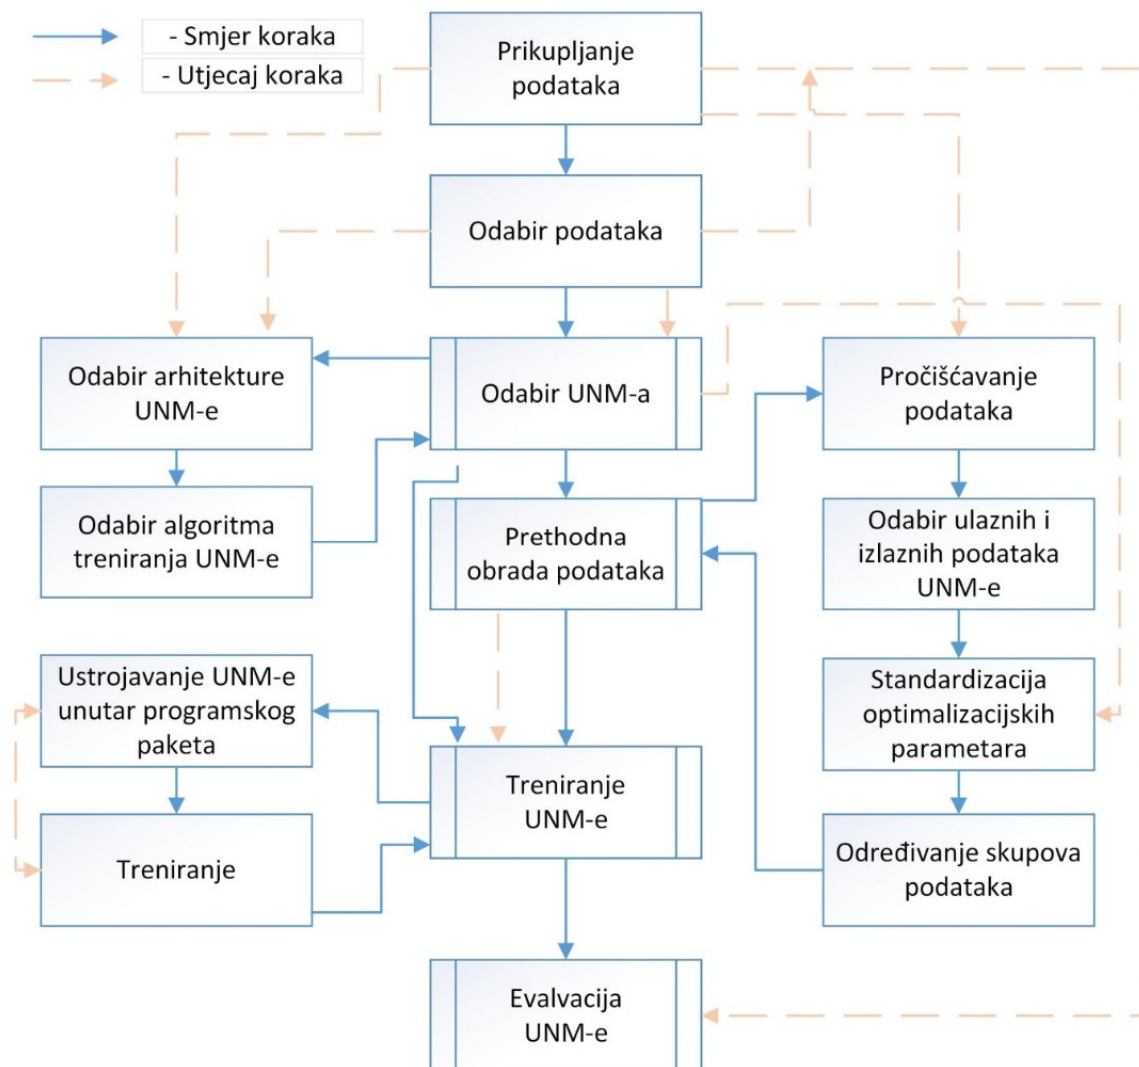 - Smjer koraka
- Utjecaj koraka
Prikupljanje
podataka
Odabir podataka
Odabir arhitekture
UNM-e
Odabir UNM-a
Pročišćavanje
podataka
Odabir algoritma
treniranja UNM-e
Prethodna
obrada podataka
Odabir ulaznih i
izlaznih podataka
UNM-e
Ustrojavanje UNM-e
unutar programskog
paketa
Standardizacija
optimalizacijskih
parametara
Treniranje
UNM-e
Treniranje
Određivanje skupova
podataka
Evalvacija
UNM-e